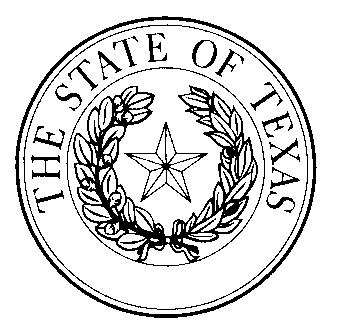 THE STATE OF TEXAS